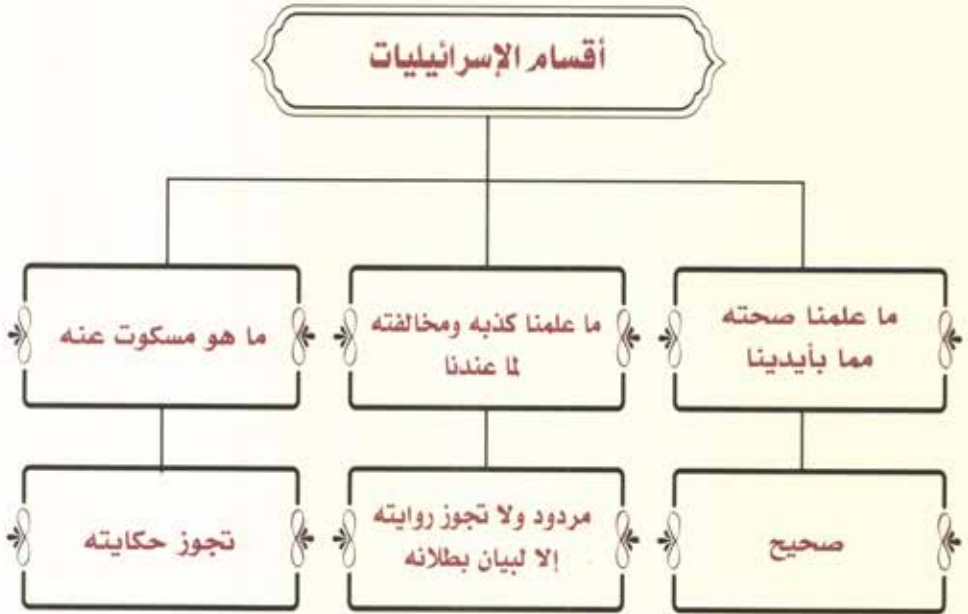 أقسام الإسرائيليات
ما علمنا صحته
مما بأيدينا
ما علمنا كذبه ومخالفته
لما عندنا
ما هو مسكوت عنه
صحيح
مردود ولا تجوز روايته
إلا لبيان بطلانه
تجوز حكايته